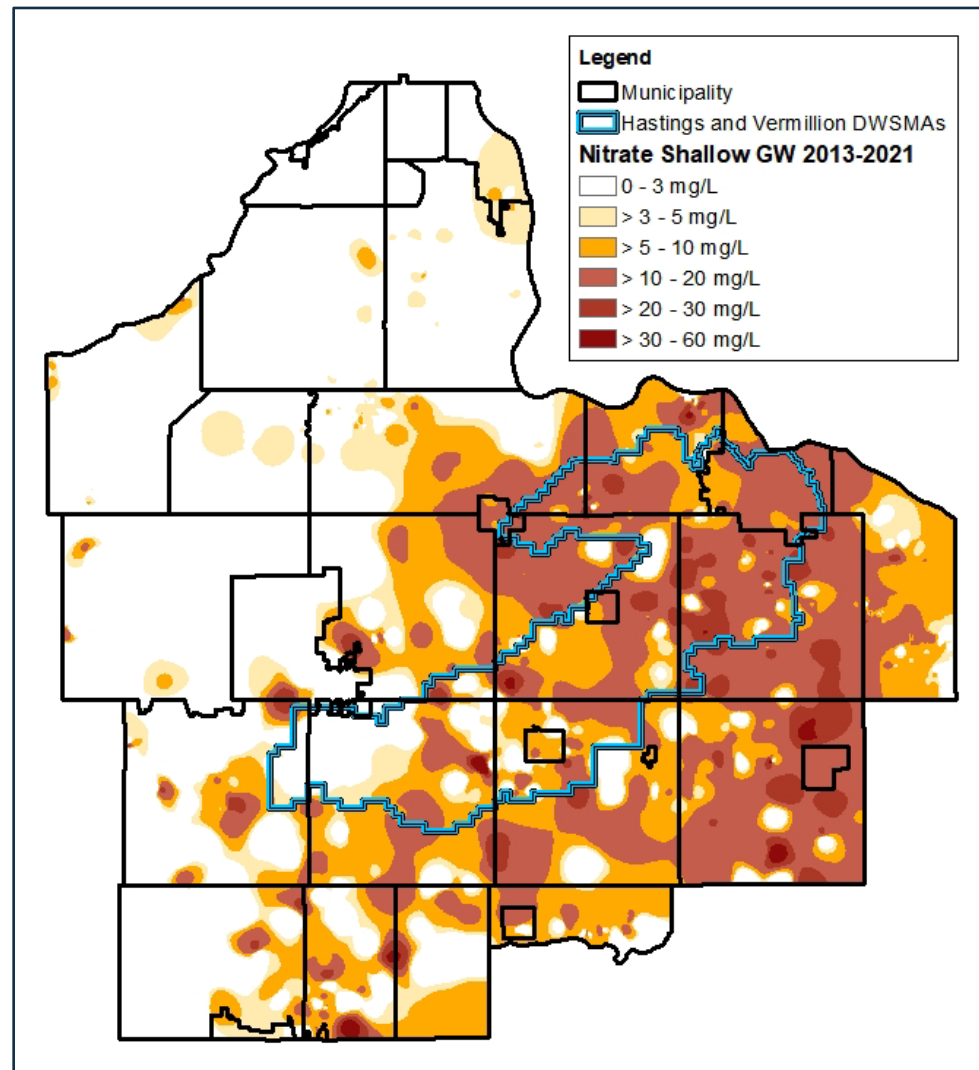 Legend
Municipality
Hastings and Vermillion DWSMAs
Nitrate Shallow GW 2013-2021
0 - 3 mg/L
> 3 - 5 mg/L
> 5 - 10 mg/L
> 10 - 20 mg/L
> 20 - 30 mg/L
> 30 - 60 mg/L